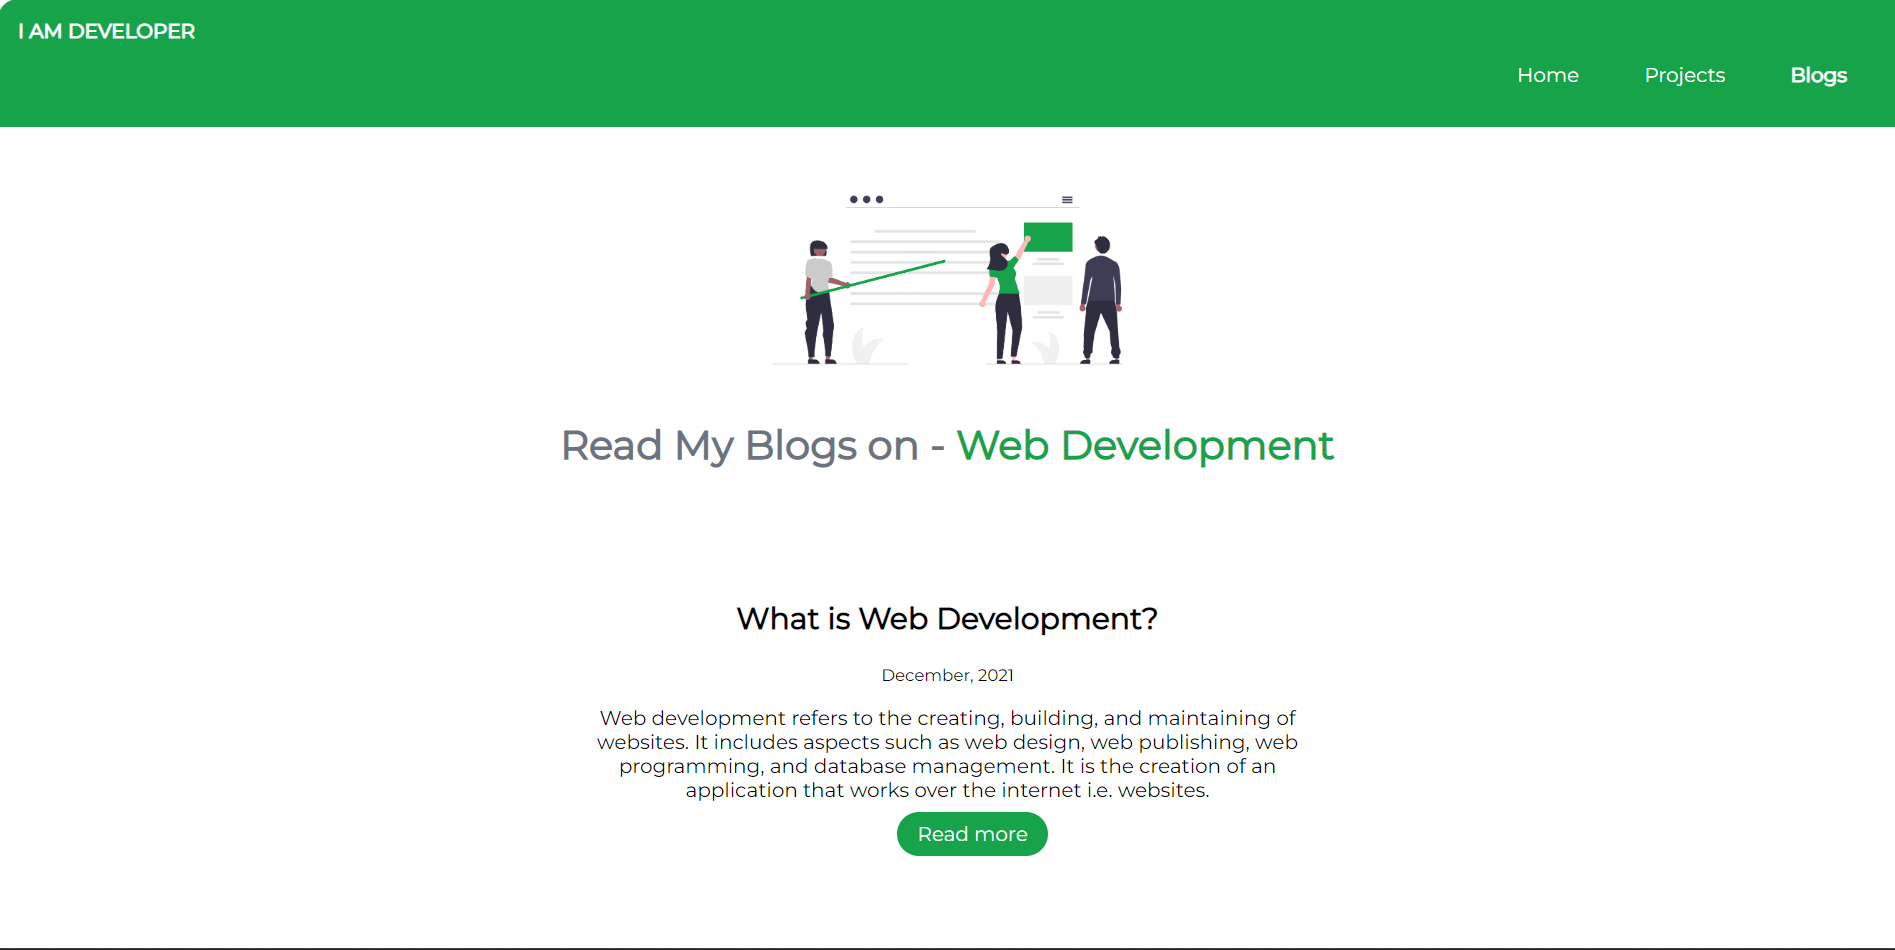 I AM DEVELOPER
Home Projects Blogs
Read My Blogs on - Web Development
What is Web Development?
December, 2021
Web development refers to the creating, building, and maintaining of
websites. It includes aspects such as web design, web publishing, web
programming, and database management. It is the creation of an
application that works over the internet i.e. websites.
Read more